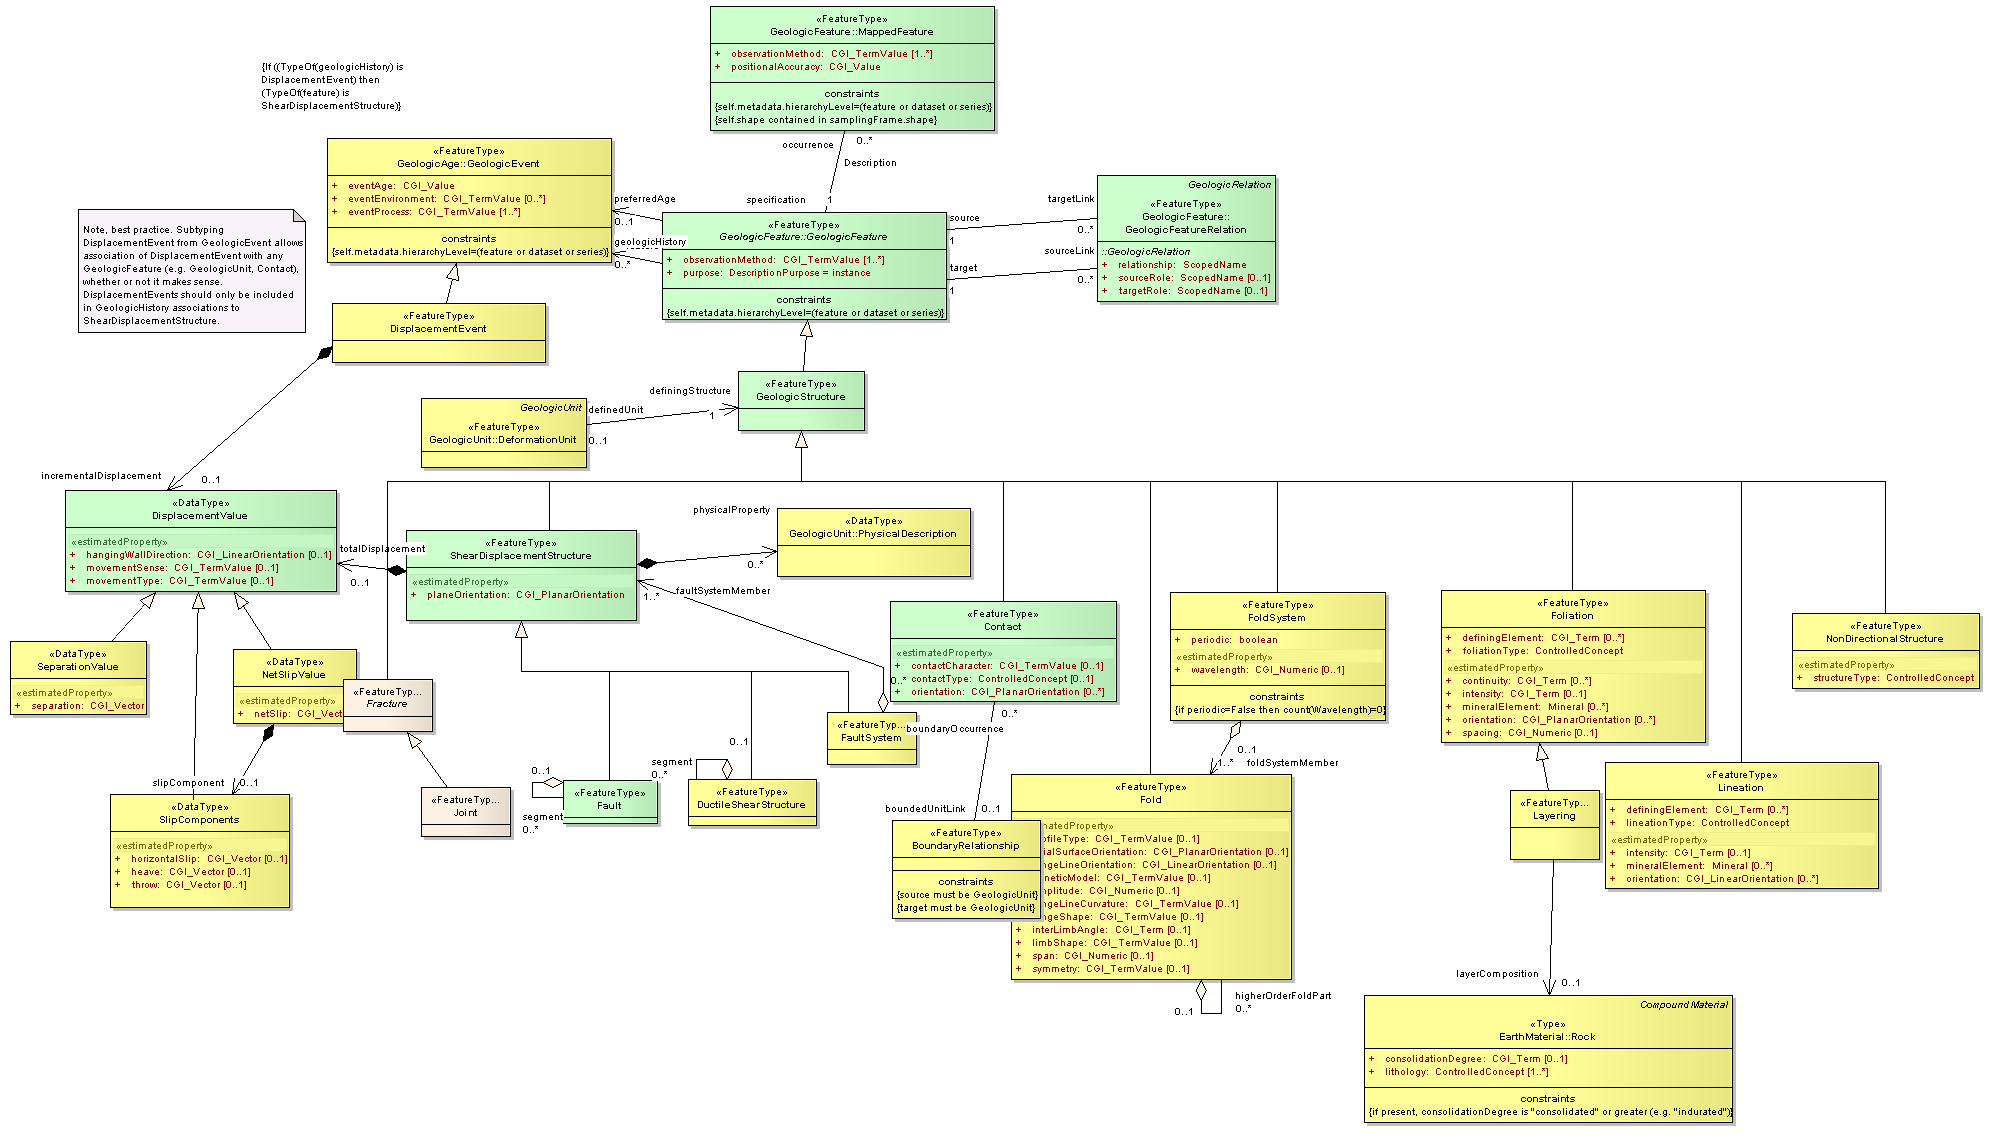 «FeatureType»
GeologicFeature::MappedFeature
+ observationMethod: CGI_TermValue [1..*]
+ positionalAccuracy: CGI_Value
constraints
{self.metadata.hierarchyLevel=(feature or dataset or series)}
{self.shape contained in samplingFrame.shape}
{If ((TypeOf(geologicHistory) is
DisplacementEvent) then
(TypeOf(feature) is
ShearDisplacementStructure)}
occurrence
0..*
Description
specification
1
«FeatureType»
GeologicAge::GeologicEvent
+ eventAge: CGI_Value
+ eventEnvironment: CGI_TermValue [0..*]
+ eventProcess: CGI_TermValue [1..*]
constraints
{self.metadata.hierarchyLevel=(feature or dataset or series)}
preferredAge
0..1
geologicHistory
0..*
«FeatureType»
GeologicFeature::GeologicFeature
+ observationMethod: CGI_TermValue [1..*]
+ purpose: DescriptionPurpose = instance
constraints
{self.metadata.hierarchyLevel=(feature or dataset or series)}
source
1
targetLink
0..*
target
1
sourceLink
0..*
GeologicRelation
«FeatureType»
GeologicFeature::
GeologicFeatureRelation
::GeologicRelation
+ relationship: ScopedName
+ sourceRole: ScopedName [0..1]
+ targetRole: ScopedName [0..1]
Note, best practice. Subtyping
DisplacementEvent from GeologicEvent allows
association of DisplacementEvent with any
GeologicFeature (e.g. GeologicUnit, Contact),
whether or not it makes sense.
DisplacementEvents should only be included
in GeologicHistory associations to
ShearDisplacementStructure.
«FeatureType»
DisplacementEvent
«FeatureType»
GeologicStructure
GeologicUnit
«FeatureType»
GeologicUnit::DeformationUnit
definedUnit
0..1
definingStructure
1
incrementalDisplacement
0..1
«DataType»
DisplacementValue
«estimatedProperty»
+ hangingWallDirection: CGI_LinearOrientation [0..1]
+ movementSense: CGI_TermValue [0..1]
+ movementType: CGI_TermValue [0..1]
totalDisplacement
0..1
«FeatureType»
ShearDisplacementStructure
«estimatedProperty»
+ planeOrientation: CGI_PlanarOrientation
physicalProperty
0..*
«DataType»
GeologicUnit::PhysicalDescription
faultSystemMember
1..*
0..*
«FeatureType»
Contact
«estimatedProperty»
+ contactCharacter: CGI_TermValue [0..1]
+ contactType: ControlledConcept [0..1]
+ orientation: CGI_PlanarOrientation [0..*]
«FeatureType»
FoldSystem
+ periodic: boolean
«estimatedProperty»
+ wavelength: CGI_Numeric [0..1]
constraints
{if periodic=False then count(Wavelength)=0}
«FeatureType»
Foliation
+ definingElement: CGI_Term [0..*]
+ foliationType: ControlledConcept
«estimatedProperty»
+ continuity: CGI_Term [0..*]
+ intensity: CGI_Term [0..1]
+ mineralElement: Mineral [0..*]
+ orientation: CGI_PlanarOrientation [0..*]
+ spacing: CGI_Numeric [0..1]
«FeatureType»
NonDirectionalStructure
«estimatedProperty»
+ structureType: ControlledConcept
«DataType»
SeparationValue
«estimatedProperty»
+ separation: CGI_Vector
«DataType»
NetSlipValue
«estimatedProperty»
+ netSlip: CGI_Vect
«FeatureTyp...
Fracture
«FeatureTyp...
Joint
slipComponent
0..1
«DataType»
SlipComponents
«estimatedProperty»
+ horizontalSlip: CGI_Vector [0..1]
+ heave: CGI_Vector [0..1]
+ throw: CGI_Vector [0..1]
0..1
segment
0..*
«FeatureType»
Fault
0..1
segment
0..*
«FeatureType»
DuctileShearStructure
«FeatureTyp...
FaultSystem
0..*
boundaryOccurrence
boundedUnitLink
0..1
«FeatureType»
BoundaryRelationship
constraints
{source must be GeologicUnit}
{target must be GeologicUnit}
0..1
1..*
foldSystemMember
«FeatureType»
Fold
matedProperty»
ofileType: CGI_TermValue [0..1]
ialSurfaceOrientation: CGI_PlanarOrientation [0..1]
ngeLineOrientation: CGI_LinearOrientation [0..1]
neticModel: CGI_TermValue [0..1]
mplitude: CGI_Numeric [0..1]
ngeLineCurvature: CGI_TermValue [0..1]
ngeShape: CGI_TermValue [0..1]
+ interLimbAngle: CGI_Term [0..1]
+ limbShape: CGI_TermValue [0..1]
+ span: CGI_Numeric [0..1]
+ symmetry: CGI_TermValue [0..1]
higherOrderFoldPart
0..*
0..1
«FeatureTyp...
Layering
«FeatureType»
Lineation
+ definingElement: CGI_Term [0..*]
+ lineationType: ControlledConcept
«estimatedProperty»
+ intensity: CGI_Term [0..1]
+ mineralElement: Mineral [0..*]
+ orientation: CGI_LinearOrientation [0..*]
layerComposition
0..1
CompoundMaterial
«Type»
EarthMaterial::Rock
+ consolidationDegree: CGI_Term [0..1]
+ lithology: ControlledConcept [1..*]
constraints
{if present, consolidationDegree is "consolidated" or greater (e.g. "indurated")}